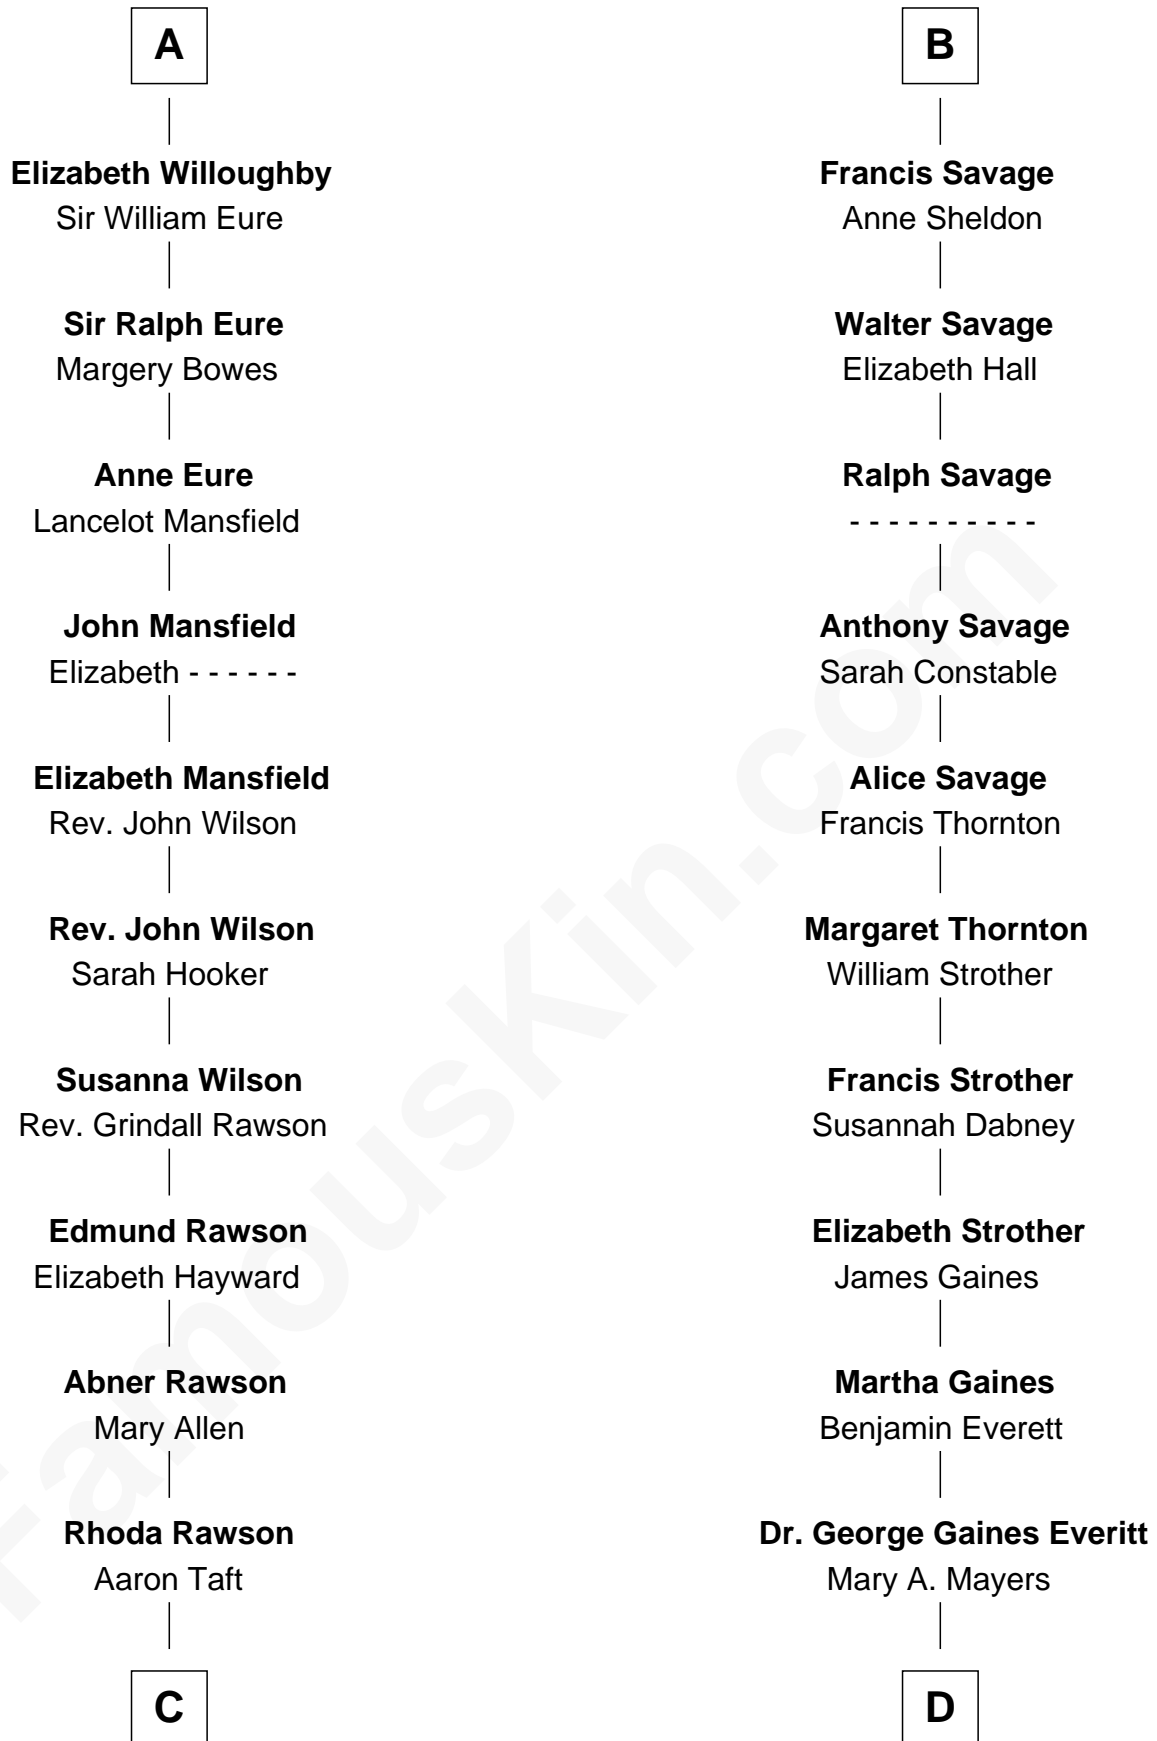 A
Elizabeth Willoughby
Sir William Eure
Sir Ralph Eure
Margery Bowes
Anne Eure
Lancelot Mansfield
John Mansfield
Elizabeth - - - - - -
Elizabeth Mansfield
Rev. John Wilson
Rev. John Wilson
Sarah Hooker
Susanna Wilson
Rev. Grindall Rawson
Edmund Rawson
Elizabeth Hayward
Abner Rawson
Mary Allen
Rhoda Rawson
Aaron Taft
C
B
Francis Savage
Anne Sheldon
Walter Savage
Elizabeth Hall
Ralph Savage
- - - - - - - - - -
Anthony Savage
Sarah Constable
Alice Savage
Francis Thornton
Margaret Thornton
William Strother
Francis Strother
Susannah Dabney
Elizabeth Strother
James Gaines
Martha Gaines
Benjamin Everett
Dr. George Gaines Everitt
Mary A. Mayers
D
FamousKin.com